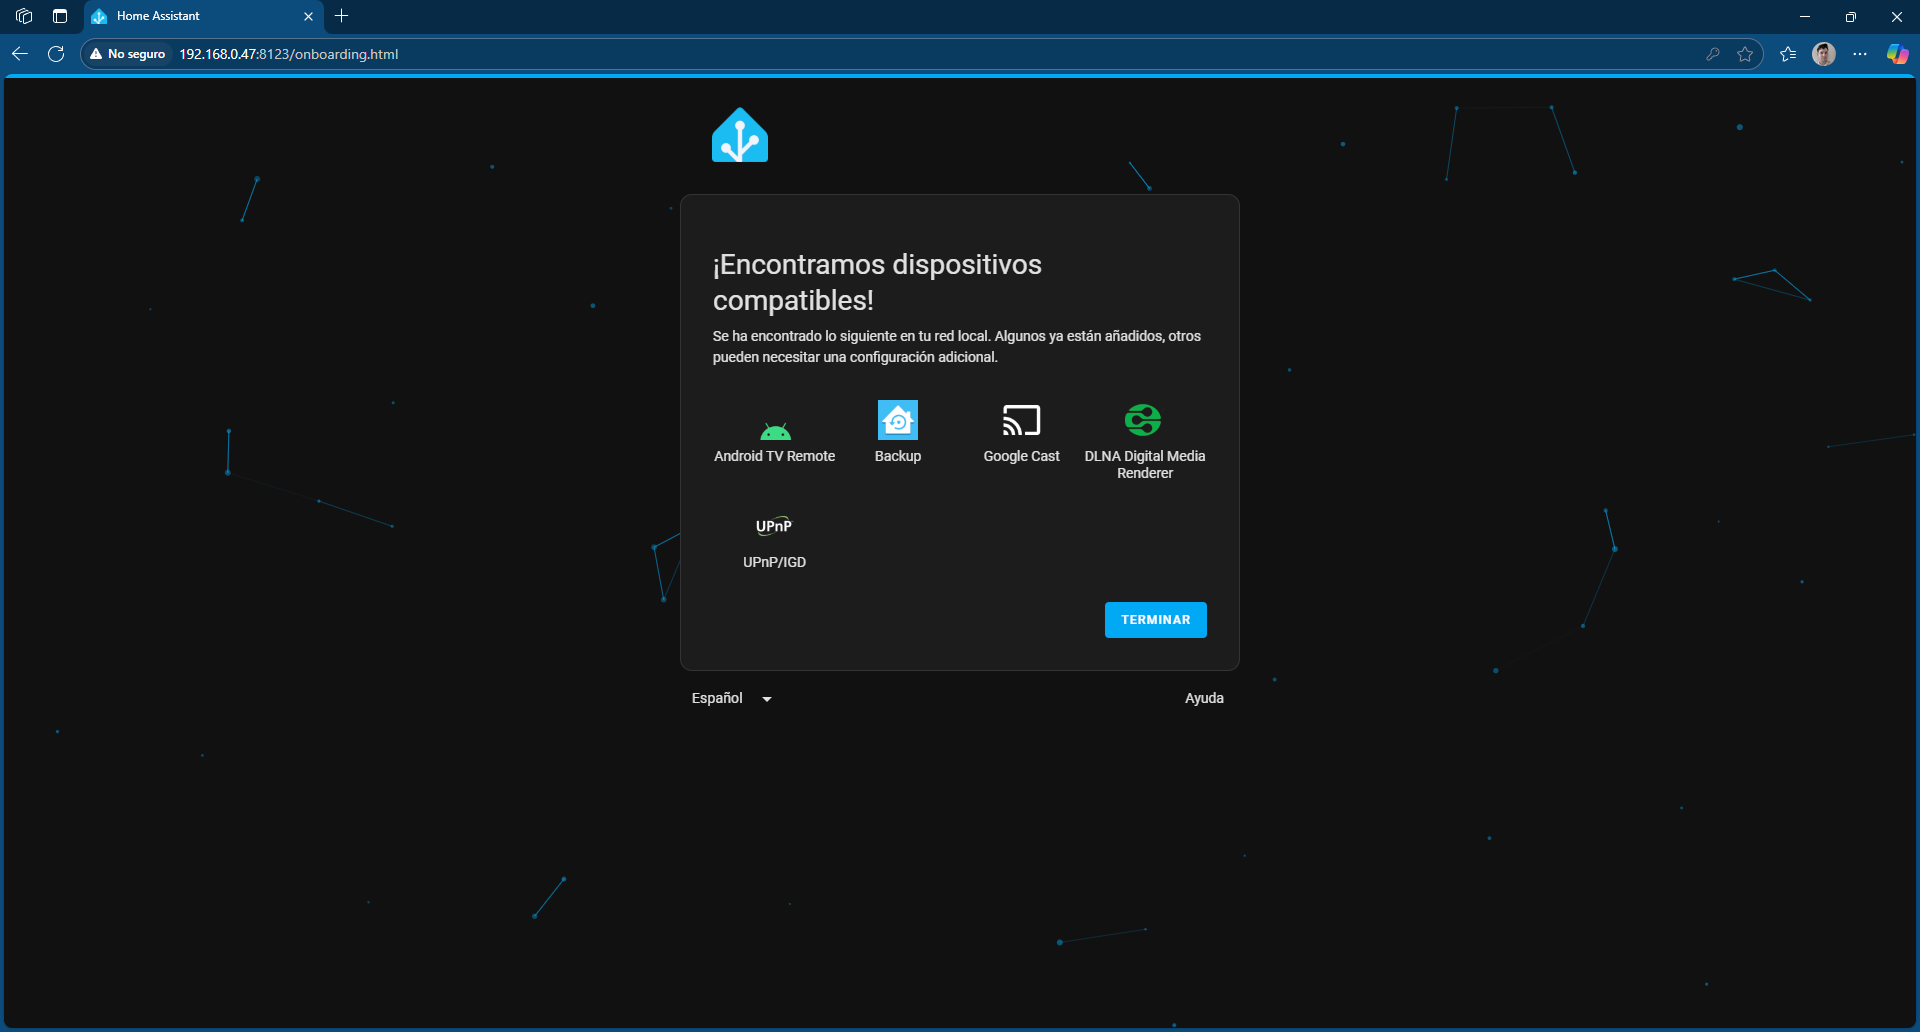 Home Assistant
No seguro
192.168.0.47:8123/onboarding.html
¡Encontramos dispositivos
compatibles!
Se ha encontrado lo siguiente en tu red local. Algunos ya están añadidos, otros
pueden necesitar una configuración adicional.
Android TV Remote
Backup
Google Cast
DLNA Digital Media
Renderer
UPnP
UPnP/IGD
TERMINAR
Español
Ayuda